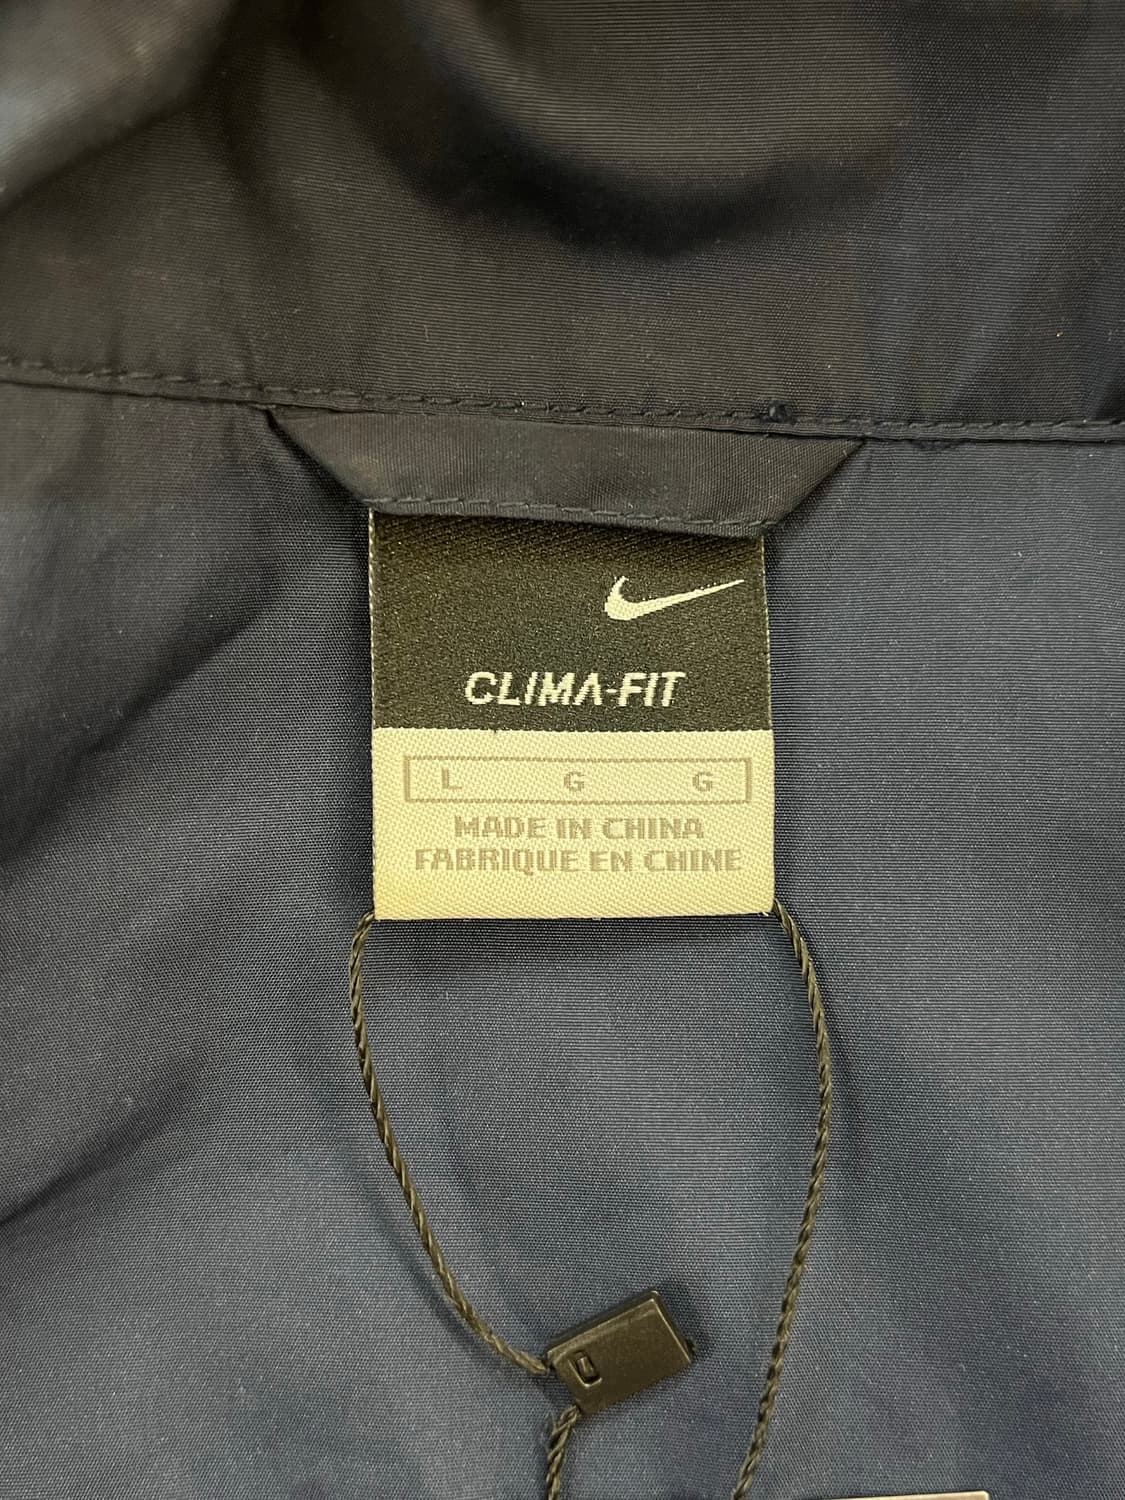 CLIMA-FIT
L G G
MADE IN CHINA
FABRIQUE EN CHINE